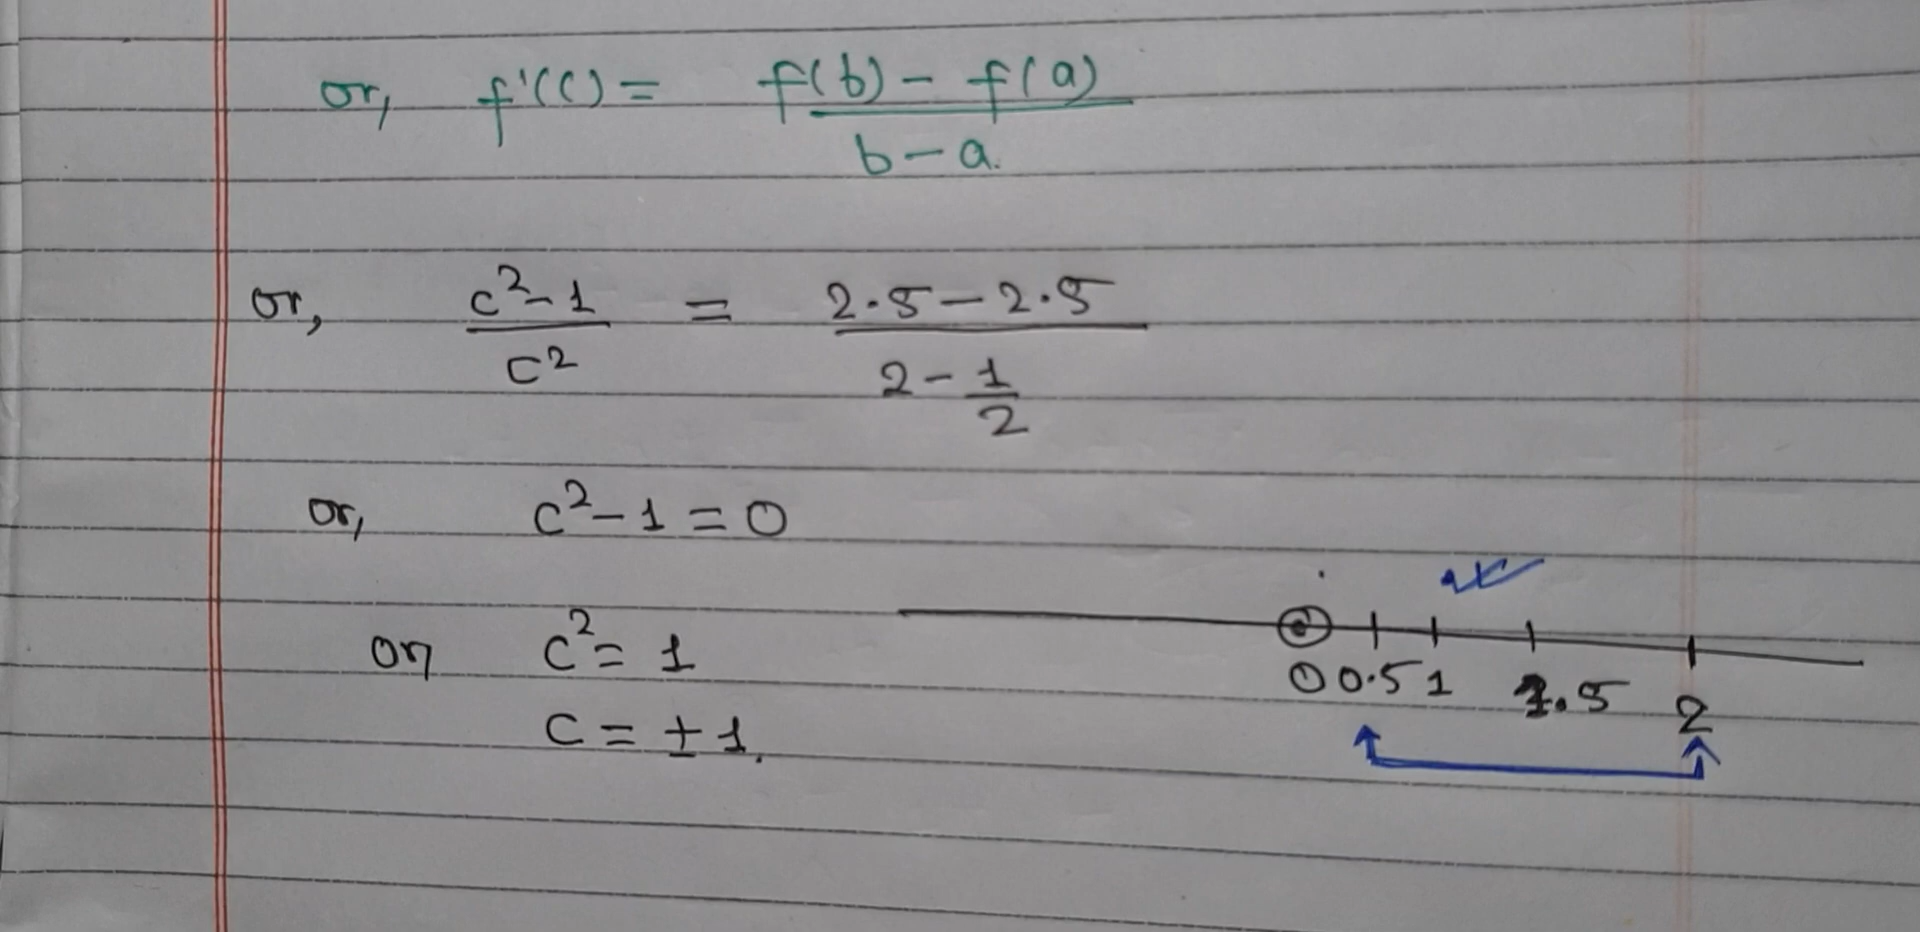 or, f'(c) = f(b) - f(a) / b - a.
or, c² - 1 / c² = 2.5 - 2.5 / 2 - 1/2
or, c² - 1 = 0
or c² = 1
c = ± 1.
0 0.5 1 1.5 2